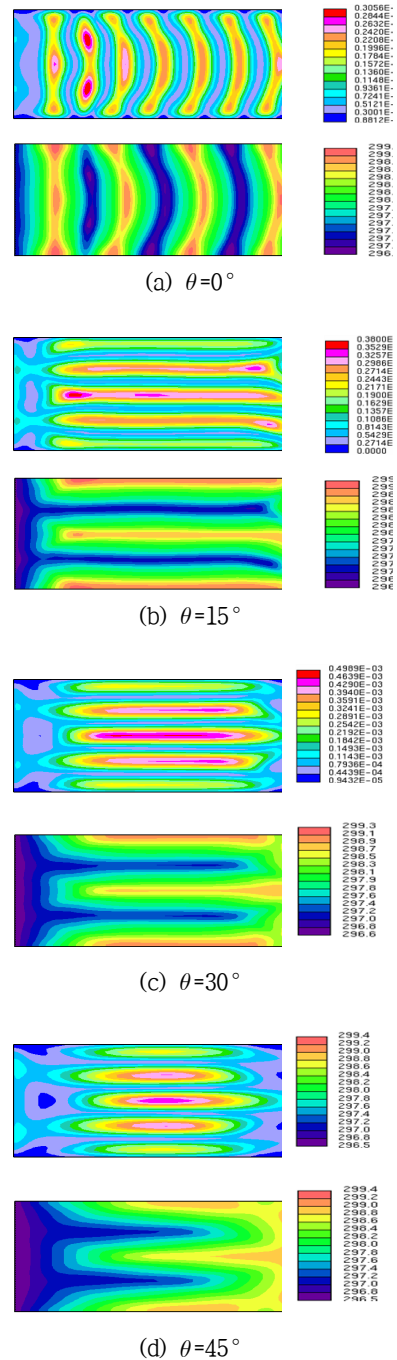 0.3056E-
0.2844E-
0.2632E-
0.2420E-
0.2208E-
0.1996E-
0.1784E-
0.1572E-
0.1360E-
0.1148E-
0.9361E-
0.7241E-
0.5121E-
0.3001E-
0.8812E-
(a) θ=0°
0.3800E
0.3529E
0.3257E
0.2986E
0.2714E
0.2443E
0.2171E
0.1900E
0.1629E
0.1357E
0.1086E
0.8143E
0.5429E
0.2714E
0.0000
(b) θ=15°
0.4989E-03
0.4639E-03
0.4290E-03
0.3940E-03
0.3591E-03
0.3241E-03
0.2891E-03
0.2542E-03
0.2192E-03
0.1842E-03
0.1493E-03
0.1143E-03
0.7936E-04
0.4439E-04
0.9432E-05
299.3
299.1
298.9
298.7
298.5
298.3
298.1
297.9
297.8
297.6
297.4
297.2
297.0
296.8
296.6
(c) θ=30°
299.4
299.2
299.0
298.8
298.6
298.4
298.2
298.0
297.8
297.6
297.4
297.2
297.0
296.8
296.5
299.4
299.2
299.0
298.8
298.6
298.4
298.2
298.0
297.8
297.6
297.4
297.2
297.0
296.8
296.5
(d) θ=45°